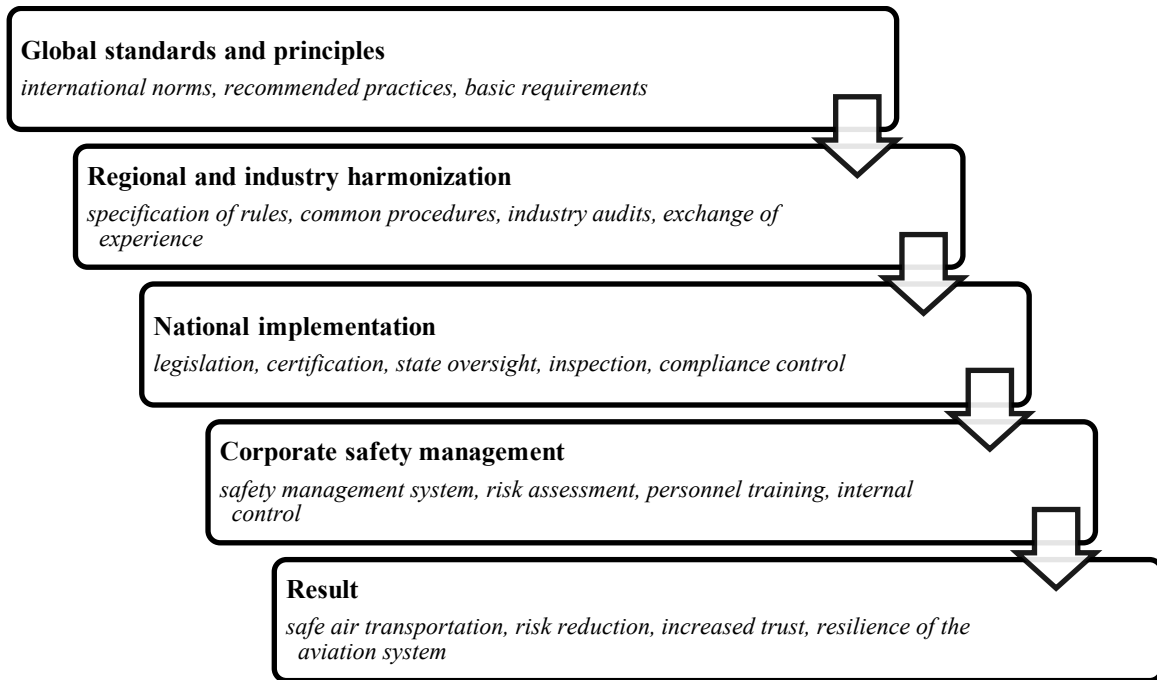 Global standards and principles
international norms, recommended practices, basic requirements
Regional and industry harmonization
specification of rules, common procedures, industry audits, exchange of
experience
National implementation
legislation, certification, state oversight, inspection, compliance control
Corporate safety management
safety management system, risk assessment, personnel training, internal
control
Result
safe air transportation, risk reduction, increased trust, resilience of the
aviation system